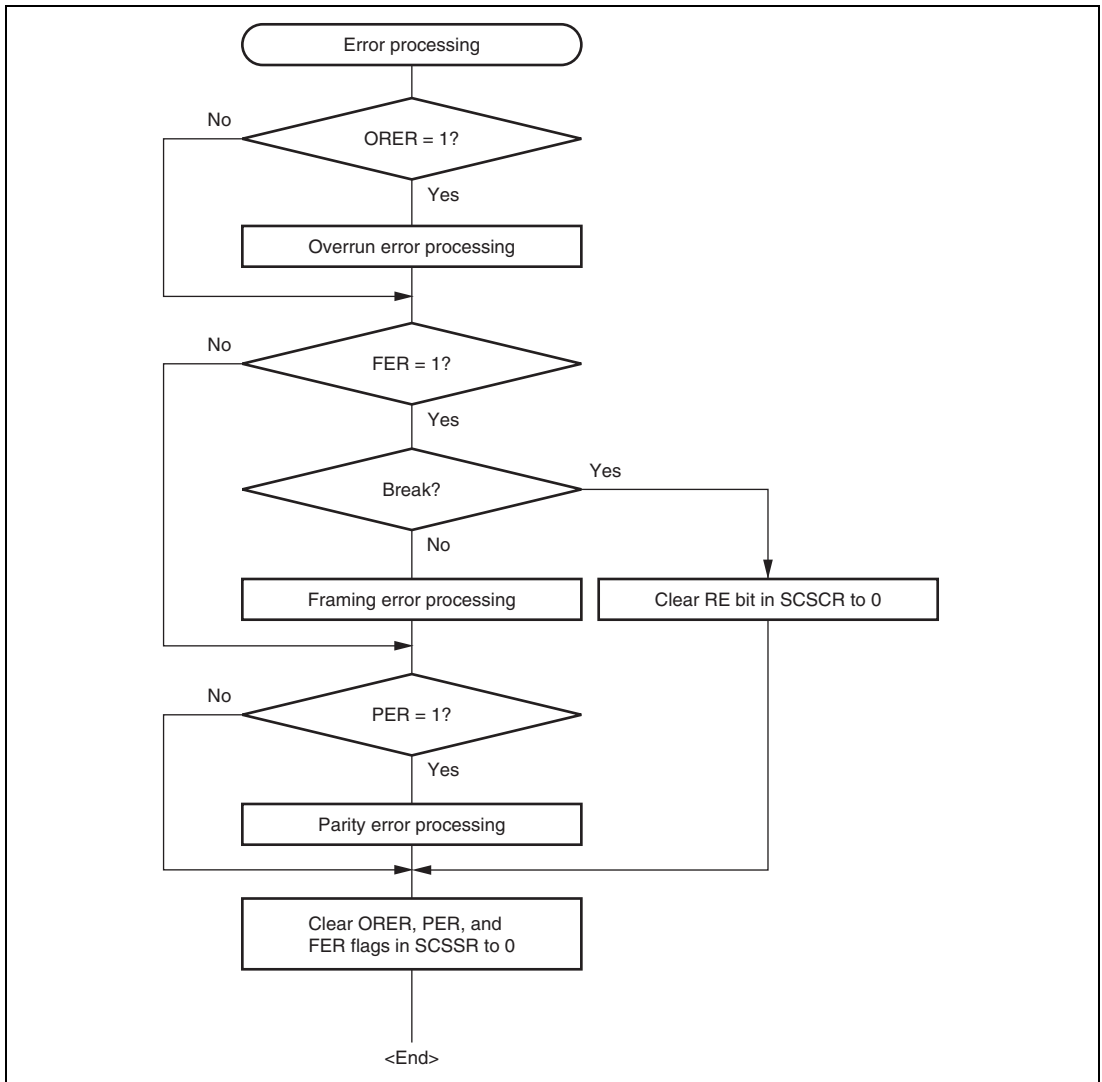 Error processing
No
ORER = 1?
Yes
Overrun error processing
No
FER = 1?
Yes
Yes
Break?
No
Framing error processing
Clear RE bit in SCSCR to 0
No
PER = 1?
Yes
Parity error processing
Clear ORER, PER, and
FER flags in SCSSR to 0
<End>